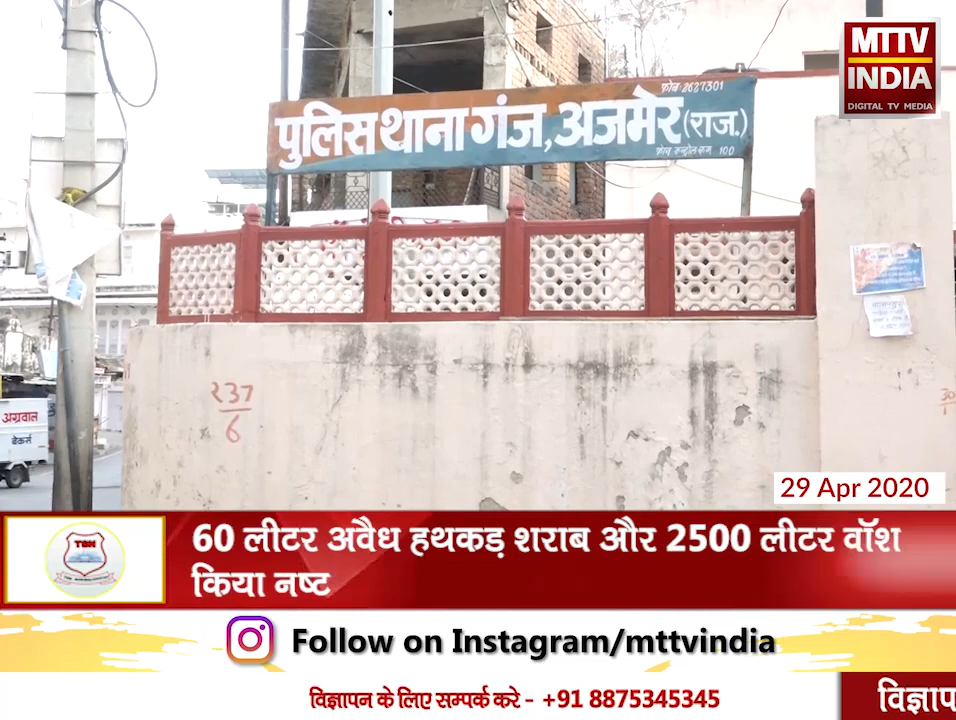 MTTV
INDIA
DIGITAL TV MEDIA
फोन: 2627301
पुलिस थाना गंज, अजमेर (राज.)
फोन कन्ट्रोल रूम 100
237
6
अग्रवाल
बेकर्स
29 Apr 2020
60 लीटर अवैध हथकड़ शराब और 2500 लीटर वॉश
किया नष्ट
Follow on Instagram/mttvindia
विज्ञापन के लिए सम्पर्क करे - +91 8875345345